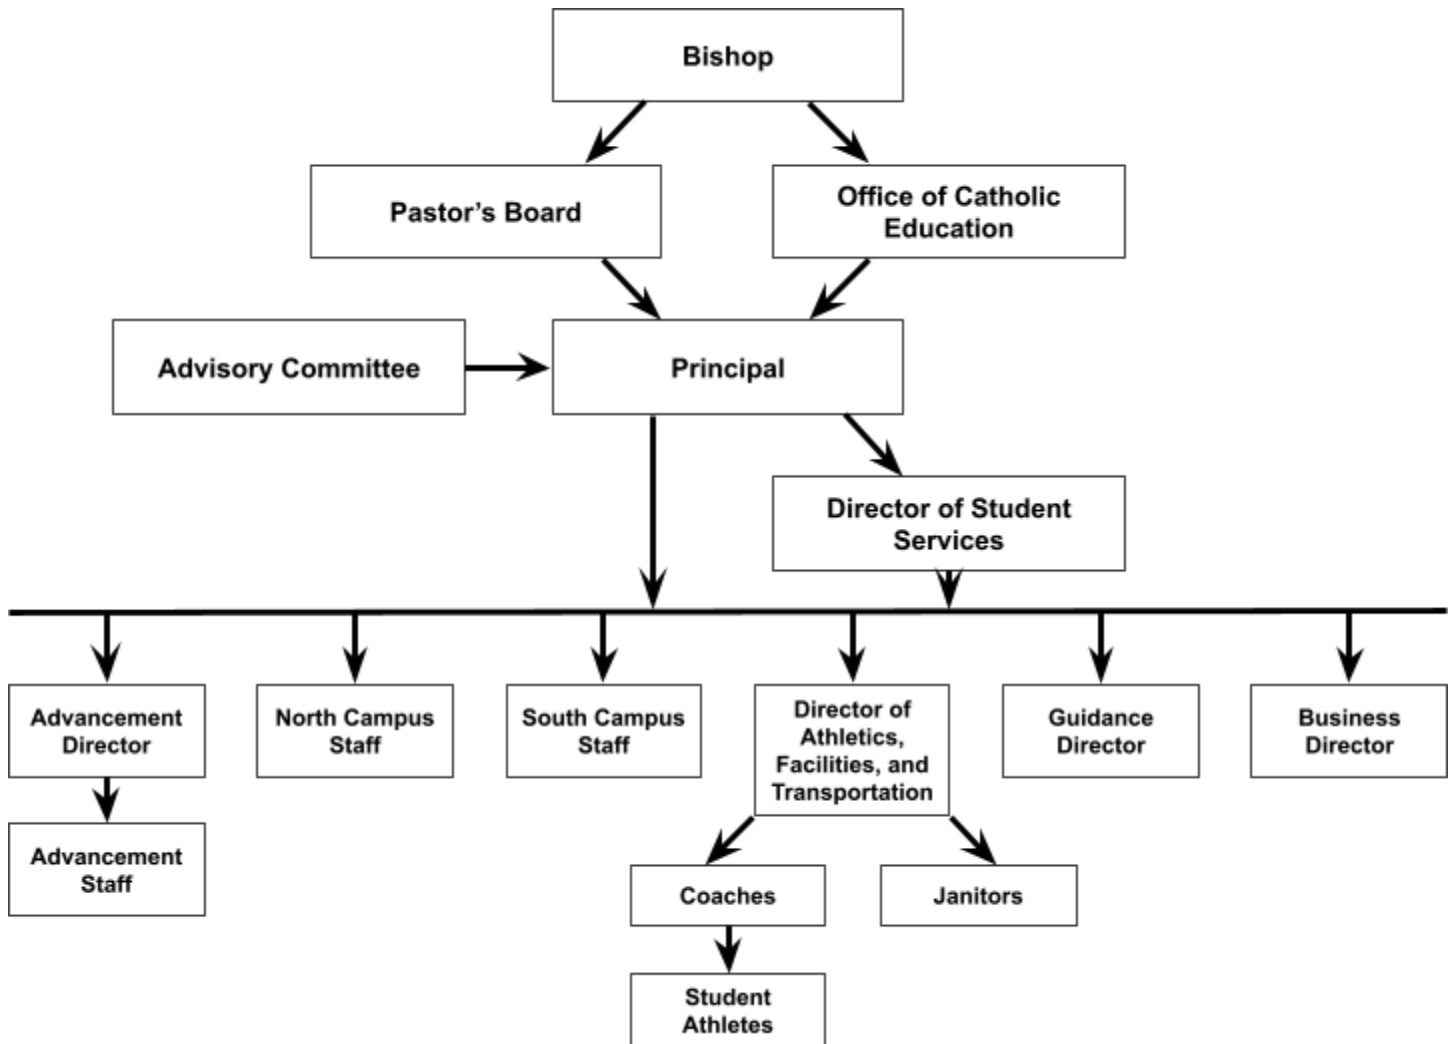 Bishop
Pastor’s Board
Office of Catholic
Education
Advisory Committee
Principal
Director of Student
Services
Advancement
Director
North Campus
Staff
South Campus
Staff
Director of
Athletics,
Facilities, and
Transportation
Guidance
Director
Business
Director
Advancement
Staff
Coaches
Janitors
Student
Athletes